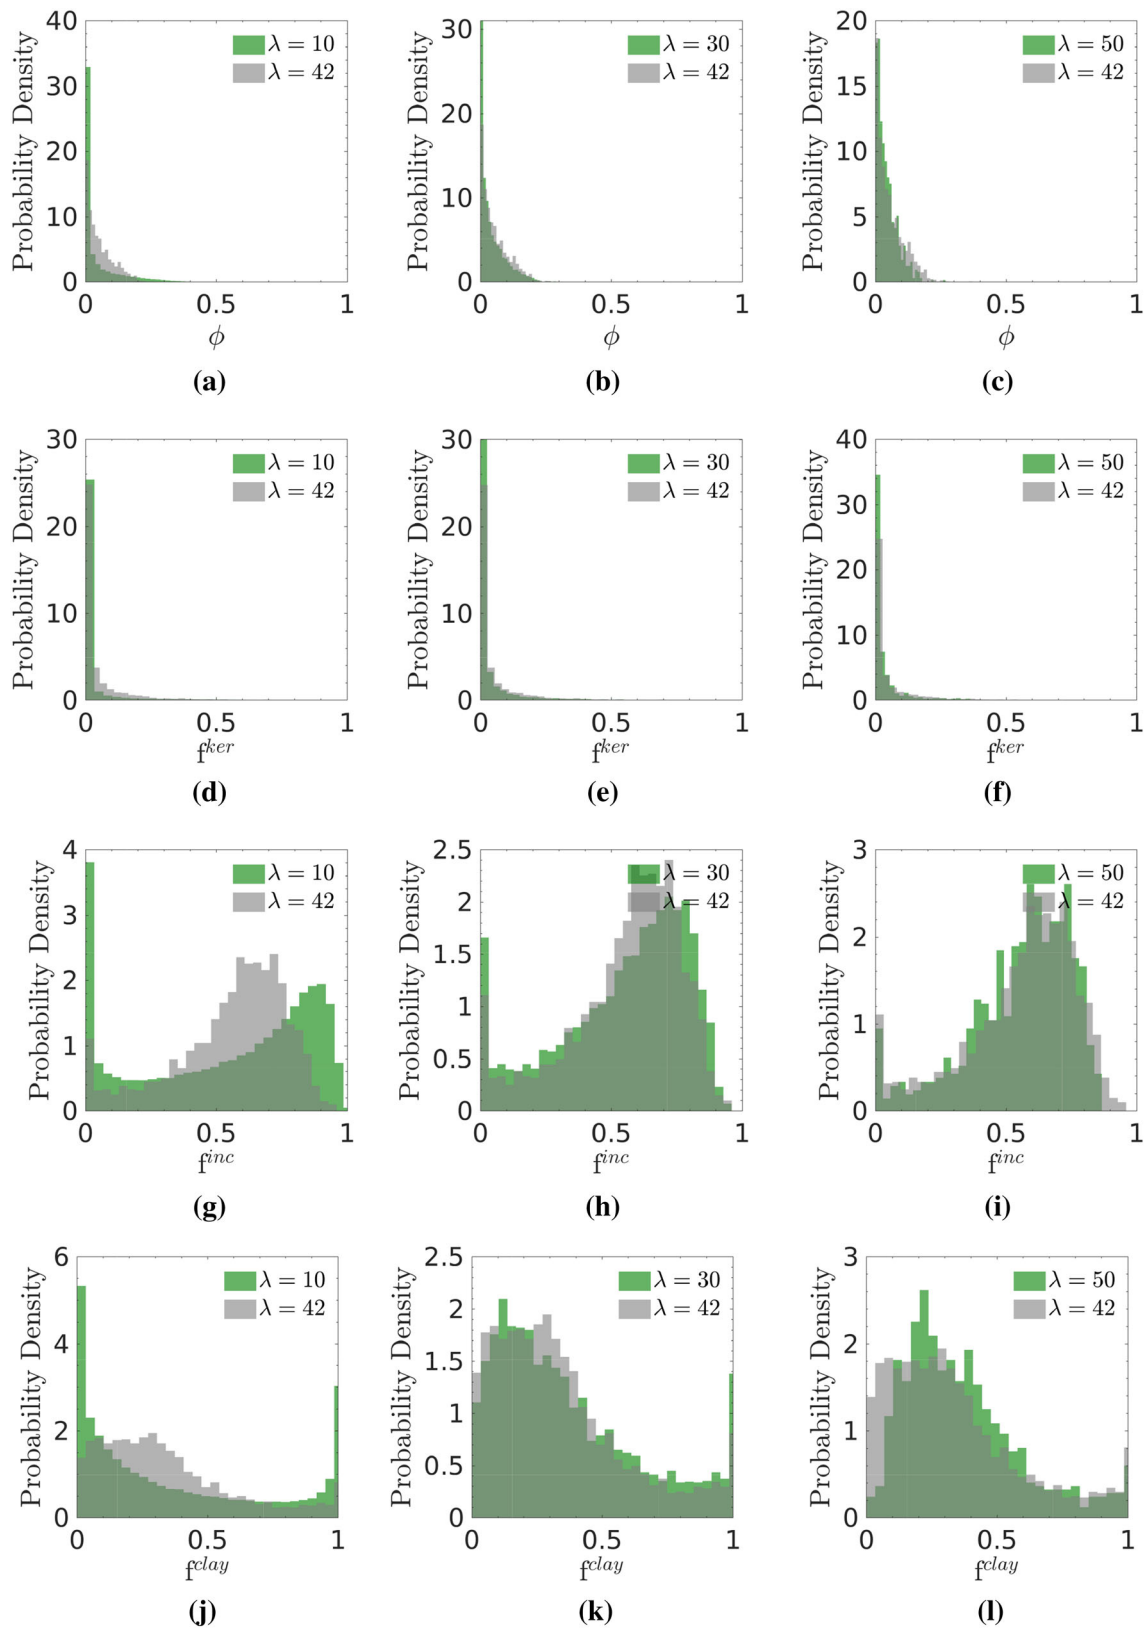 40
30
20
10
0
0 0.5 1
Probability Density
λ = 10
λ = 42
ϕ
(a)
30
20
10
0
0 0.5 1
Probability Density
λ = 30
λ = 42
ϕ
(b)
20
15
10
5
0
0 0.5 1
Probability Density
λ = 50
λ = 42
ϕ
(c)
30
20
10
0
0 0.5 1
Probability Density
λ = 10
λ = 42
f^ker
(d)
30
20
10
0
0 0.5 1
Probability Density
λ = 30
λ = 42
f^ker
(e)
40
30
20
10
0
0 0.5 1
Probability Density
λ = 50
λ = 42
f^ker
(f)
4
3
2
1
0
0 0.5 1
Probability Density
λ = 10
λ = 42
f^inc
(g)
2.5
2
1.5
1
0.5
0
0 0.5 1
Probability Density
λ = 30
λ = 42
f^inc
(h)
3
2
1
0
0 0.5 1
Probability Density
λ = 50
λ = 42
f^inc
(i)
6
4
2
0
0 0.5 1
Probability Density
λ = 10
λ = 42
f^clay
(j)
2.5
2
1.5
1
0.5
0
0 0.5 1
Probability Density
λ = 30
λ = 42
f^clay
(k)
3
2
1
0
0 0.5 1
Probability Density
λ = 50
λ = 42
f^clay
(l)